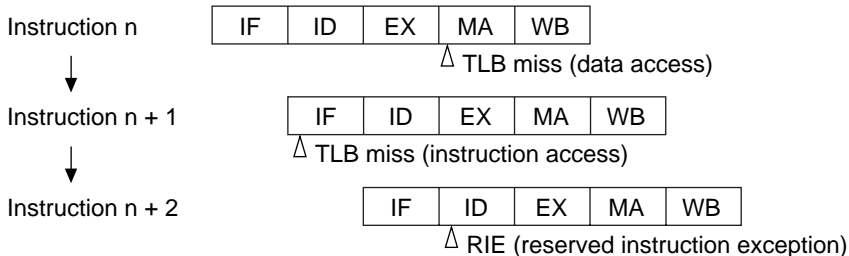 Instruction n IF ID EX MA WB
TLB miss (data access)
Instruction n + 1 IF ID EX MA WB
TLB miss (instruction access)
Instruction n + 2 IF ID EX MA WB
RIE (reserved instruction exception)